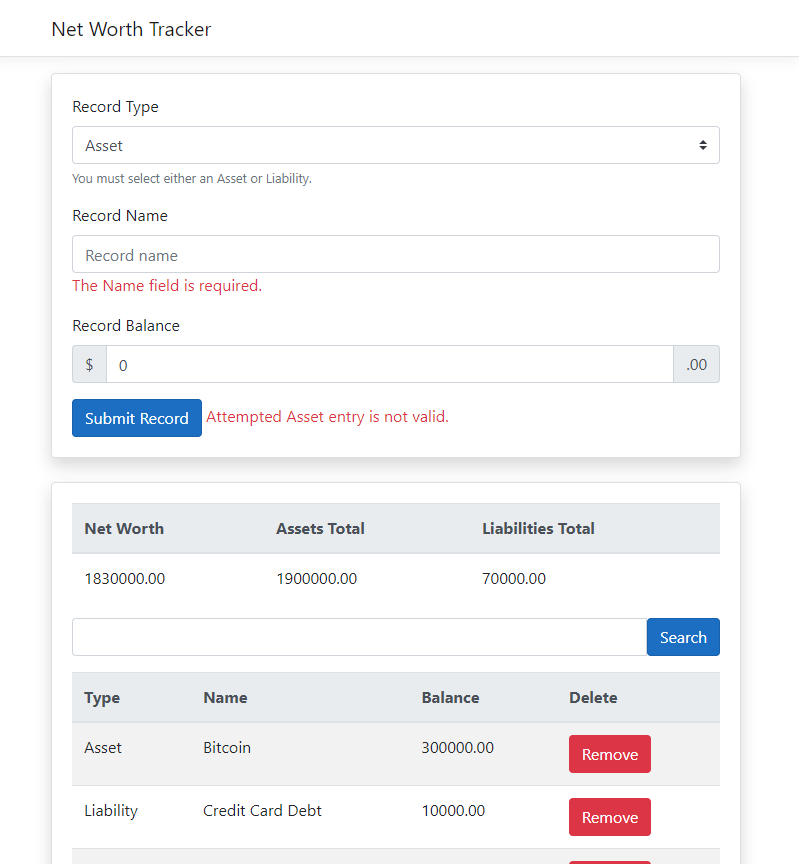 Net Worth Tracker
Record Type
Asset
You must select either an Asset or Liability.
Record Name
Record name
The Name field is required.
Record Balance
$ 0 .00
Submit Record Attempted Asset entry is not valid.
Net Worth Assets Total Liabilities Total
1830000.00 1900000.00 70000.00
Search
Type Name Balance Delete
Asset Bitcoin 300000.00 Remove
Liability Credit Card Debt 10000.00 Remove